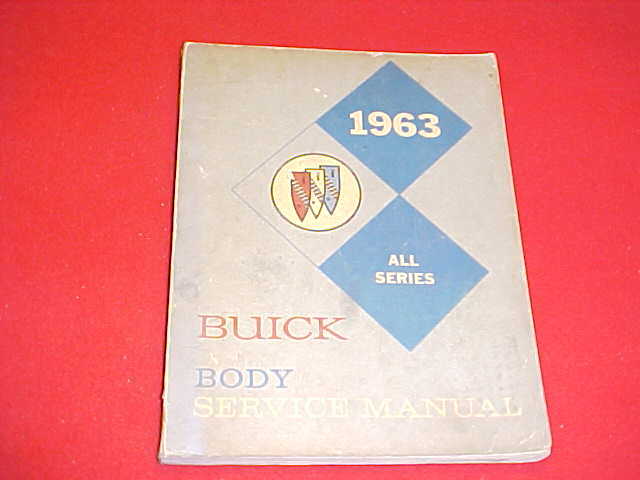 1963
ALL
SERIES
BUICK
BODY
SERVICE MANUAL